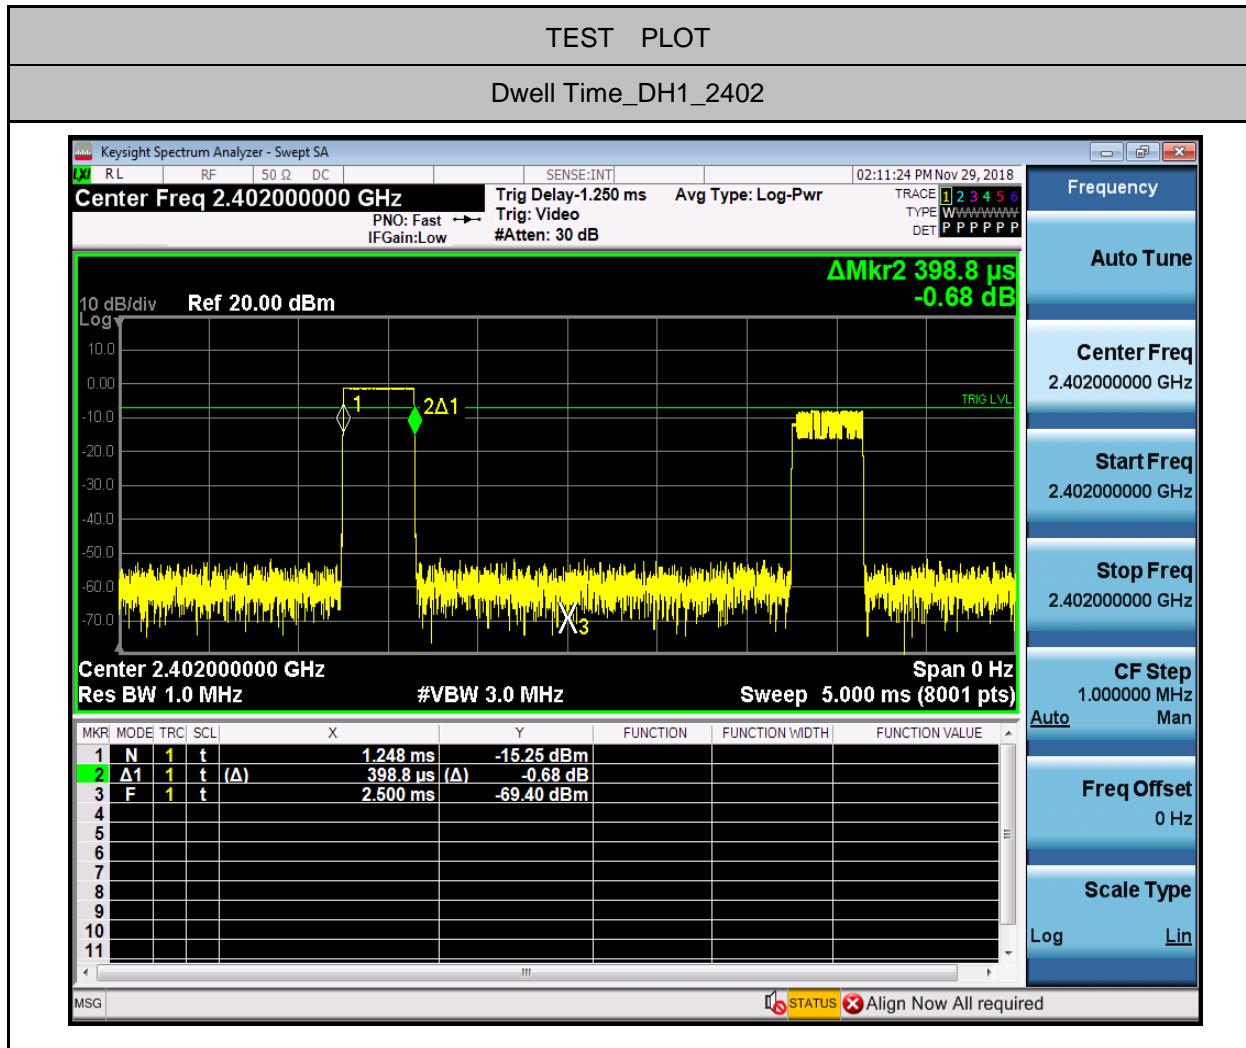 TEST PLOT
Dwell Time_DH1_2402
Keysight Spectrum Analyzer - Swept SA
LXI RL RF 50 Ω DC SENSE:INT 02:11:24 PM Nov 29, 2018
Center Freq 2.402000000 GHz
PNO: Fast
IFGain:Low
Trig Delay-1.250 ms
Trig: Video
#Atten: 30 dB
Avg Type: Log-Pwr
TRACE 1 2 3 4 5 6
TYPE WWWWWW
DET P P P P P P
ΔMkr2 398.8 µs
-0.68 dB
10 dB/div Ref 20.00 dBm
Log
10.0
0.00
-10.0
-20.0
-30.0
-40.0
-50.0
-60.0
-70.0
1
2Δ1
TRIG LVL
3
Center 2.402000000 GHz Span 0 Hz
Res BW 1.0 MHz #VBW 3.0 MHz Sweep 5.000 ms (8001 pts)
MKR MODE TRC SCL X Y FUNCTION FUNCTION WIDTH FUNCTION VALUE
1 N 1 t 1.248 ms -15.25 dBm
2 Δ1 1 t (Δ) 398.8 µs (Δ) -0.68 dB
3 F 1 t 2.500 ms -69.40 dBm
4
5
6
7
8
9
10
11
MSG STATUS Align Now All required
Frequency
Auto Tune
Center Freq
2.402000000 GHz
Start Freq
2.402000000 GHz
Stop Freq
2.402000000 GHz
CF Step
1.000000 MHz
Auto Man
Freq Offset
0 Hz
Scale Type
Log Lin